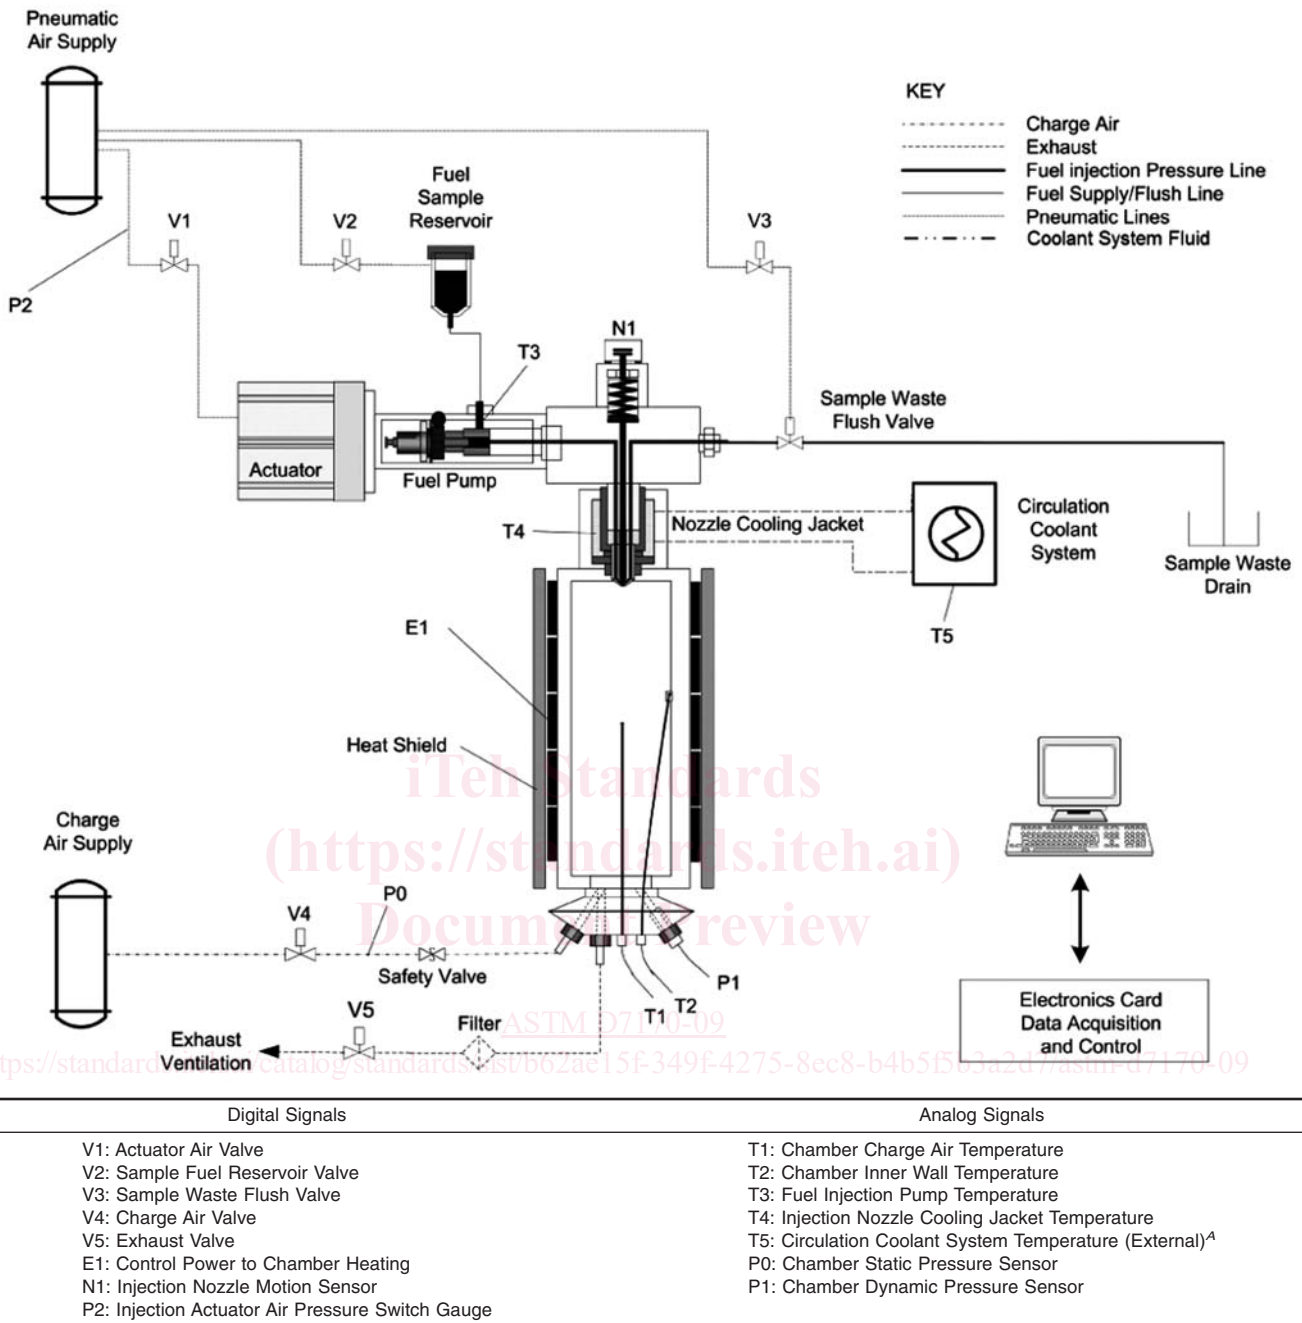 Pneumatic
Air Supply
KEY
Charge Air
Exhaust
Fuel injection Pressure Line
Fuel Supply/Flush Line
Pneumatic Lines
Coolant System Fluid
Fuel
Sample
Reservoir
V1
V2
V3
P2
N1
T3
Sample Waste
Flush Valve
Actuator
Fuel Pump
T4
Nozzle Cooling Jacket
Circulation
Coolant
System
Sample Waste
Drain
T5
E1
Heat Shield
iTeh Standards
(https://standards.iteh.ai)
Document Preview
Charge
Air Supply
V4
P0
Safety Valve
P1
T1
T2
V5
Filter
Exhaust
Ventilation
Electronics Card
Data Acquisition
and Control
ASTM D7170-09
Digital Signals
Analog Signals
V1: Actuator Air Valve
V2: Sample Fuel Reservoir Valve
V3: Sample Waste Flush Valve
V4: Charge Air Valve
V5: Exhaust Valve
E1: Control Power to Chamber Heating
N1: Injection Nozzle Motion Sensor
P2: Injection Actuator Air Pressure Switch Gauge
T1: Chamber Charge Air Temperature
T2: Chamber Inner Wall Temperature
T3: Fuel Injection Pump Temperature
T4: Injection Nozzle Cooling Jacket Temperature
T5: Circulation Coolant System Temperature (External)A
P0: Chamber Static Pressure Sensor
P1: Chamber Dynamic Pressure Sensor